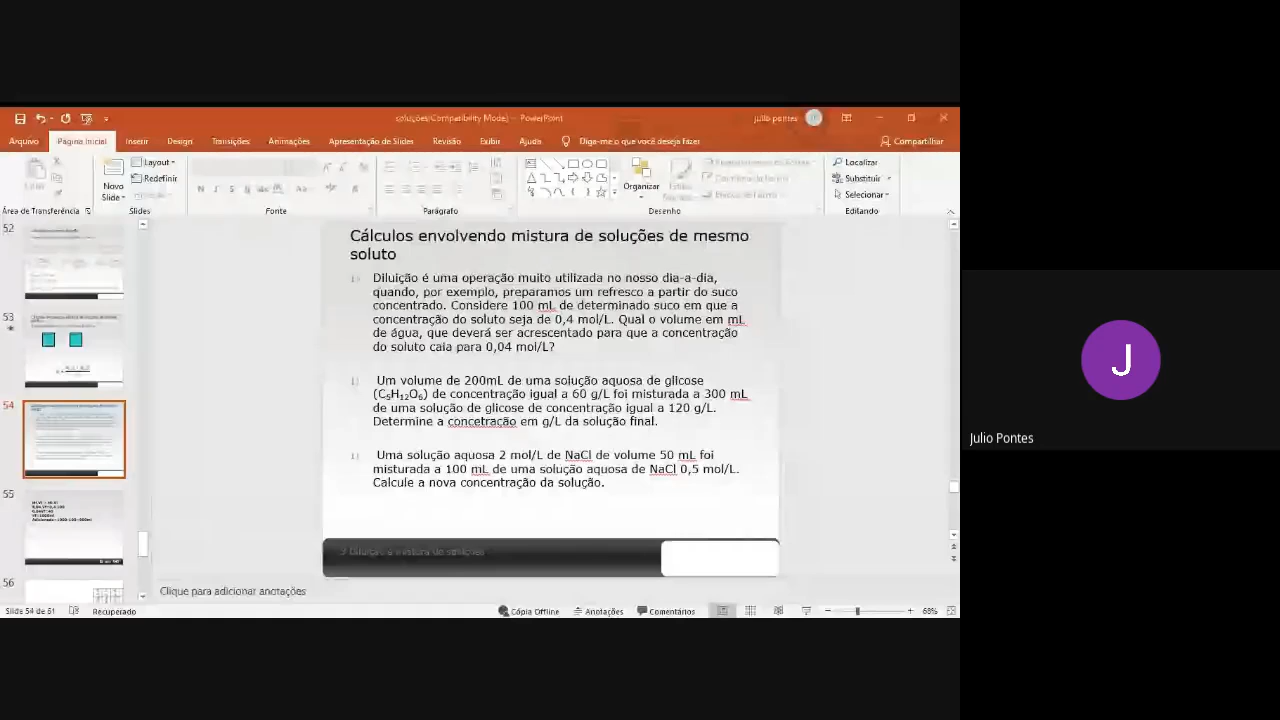 soluções[Compatibility Mode] - PowerPoint
julio pontes
Arquivo
Página Inicial
Inserir
Design
Transições
Animações
Apresentação de Slides
Revisão
Exibir
Ajuda
Diga-me o que você deseja fazer
Compartilhar
Novo
Slide
Layout
Redefinir
Organizar
Localizar
Substituir
Selecionar
Área de Transferência
Slides
Fonte
Parágrafo
Desenho
Editando
52
53
54
55
56
Cálculos envolvendo mistura de soluções de mesmo
soluto
Diluição é uma operação muito utilizada no nosso dia-a-dia,
quando, por exemplo, preparamos um refresco a partir do suco
concentrado. Considere 100 mL de determinado suco em que a
concentração do soluto seja de 0,4 mol/L. Qual o volume em mL
de água, que deverá ser acrescentado para que a concentração
do soluto caia para 0,04 mol/L?
Um volume de 200mL de uma solução aquosa de glicose
(C₅H₁₂O₆) de concentração igual a 60 g/L foi misturada a 300 mL
de uma solução de glicose de concentração igual a 120 g/L.
Determine a concetração em g/L da solução final.
Uma solução aquosa 2 mol/L de NaCl de volume 50 mL foi
misturada a 100 mL de uma solução aquosa de NaCl 0,5 mol/L.
Calcule a nova concentração da solução.
3 Diluição e mistura de soluções
Clique para adicionar anotações
Slide 54 de 61
Recuperado
Cópia Offline
Anotações
Comentários
68%
J
Julio Pontes